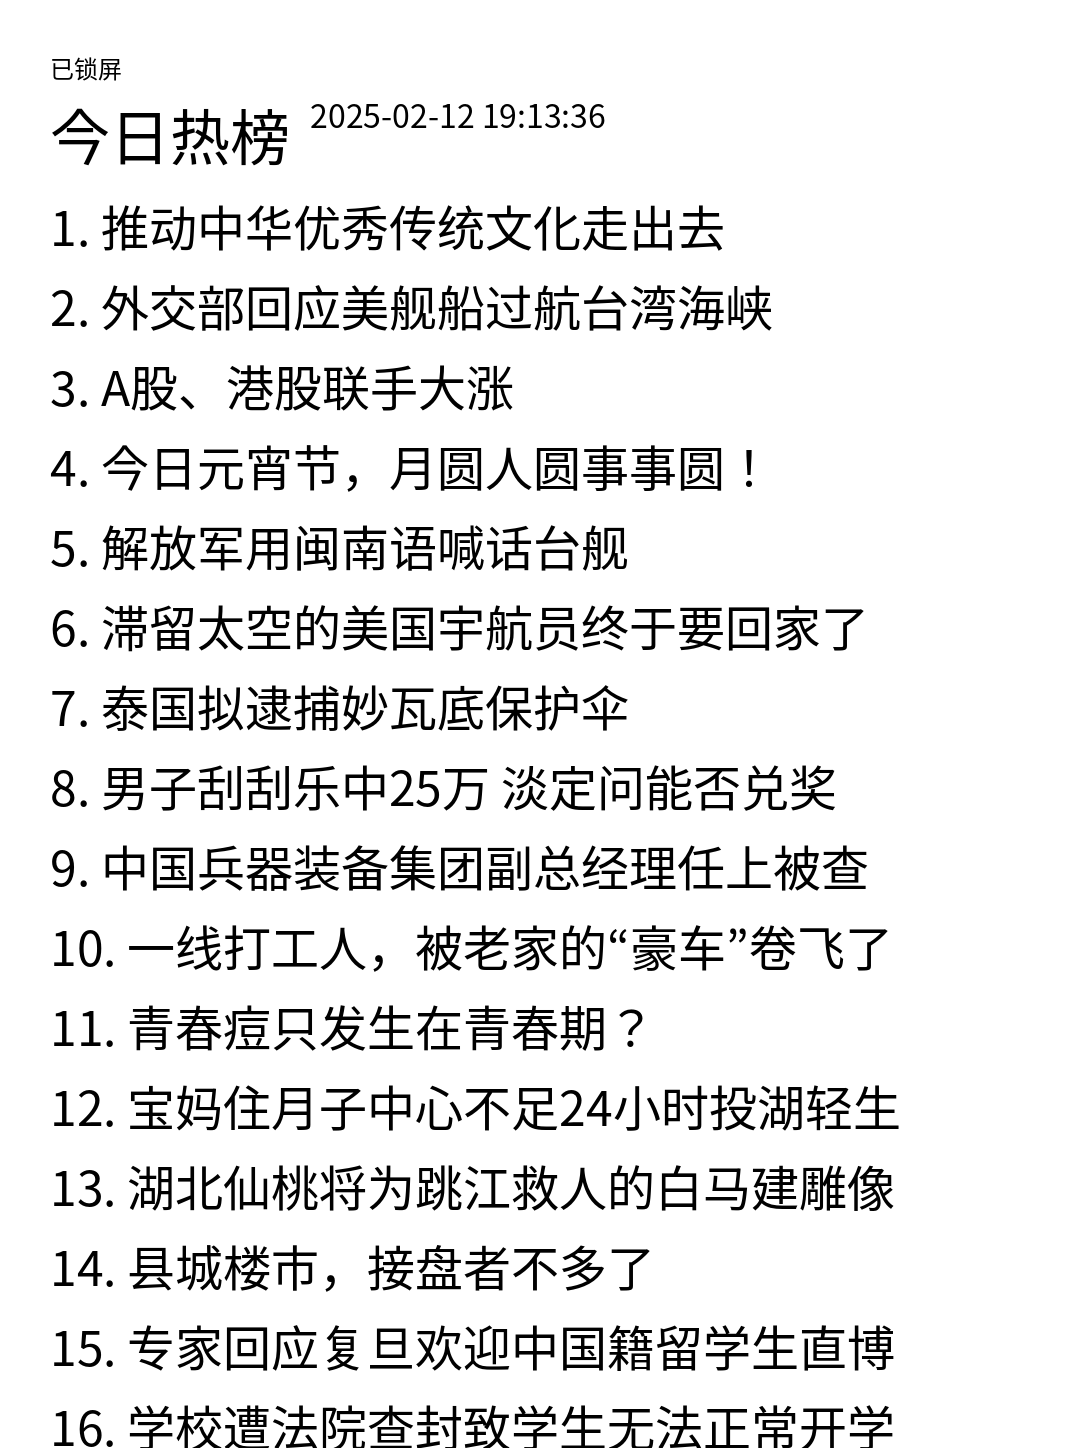 已锁屏
今日热榜 2025-02-12 19:13:36
1. 推动中华优秀传统文化走出去
2. 外交部回应美舰船过航台湾海峡
3. A股、港股联手大涨
4. 今日元宵节，月圆人圆事事圆！
5. 解放军用闽南语喊话台舰
6. 滞留太空的美国宇航员终于要回家了
7. 泰国拟逮捕妙瓦底保护伞
8. 男子刮刮乐中25万 淡定问能否兑奖
9. 中国兵器装备集团副总经理任上被查
10. 一线打工人，被老家的“豪车”卷飞了
11. 青春痘只发生在青春期？
12. 宝妈住月子中心不足24小时投湖轻生
13. 湖北仙桃将为跳江救人的白马建雕像
14. 县城楼市，接盘者不多了
15. 专家回应复旦欢迎中国籍留学生直博
16. 学校遭法院查封致学生无法正常开学